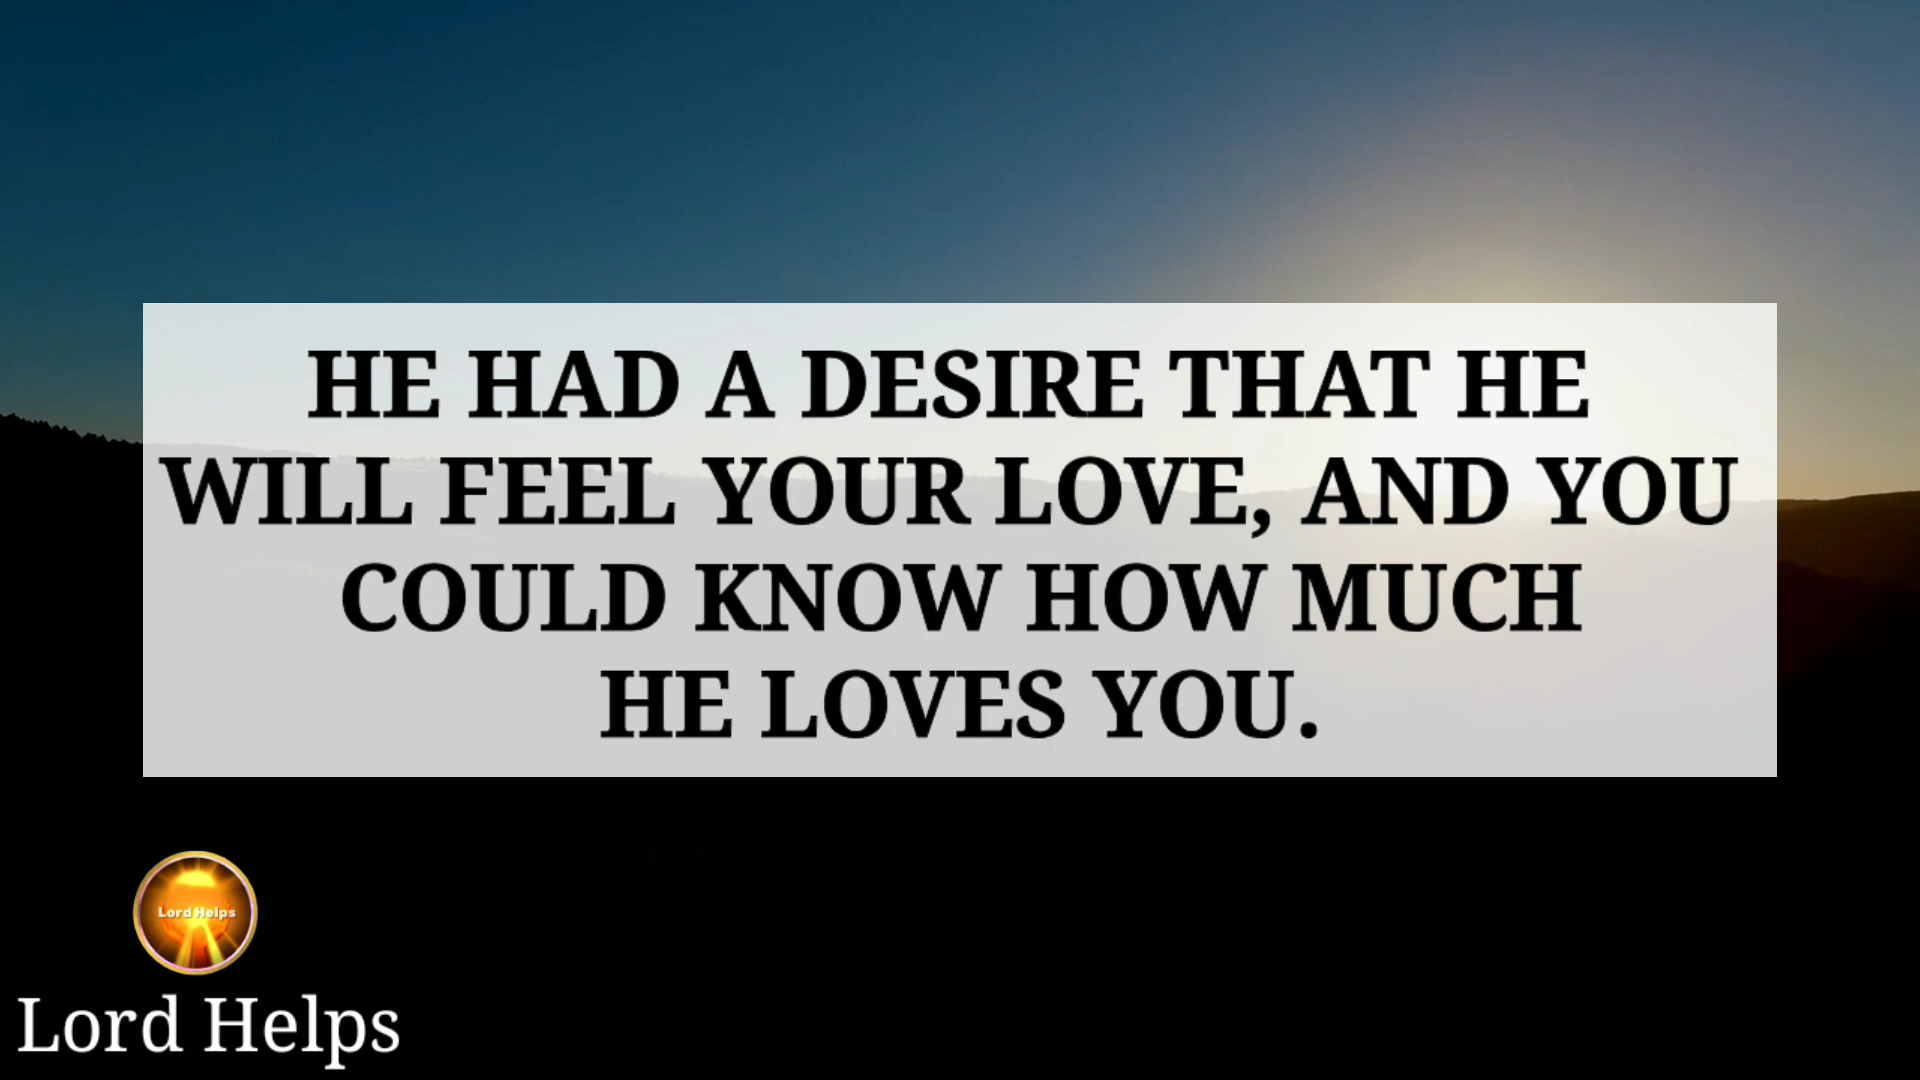 HE HAD A DESIRE THAT HE
WILL FEEL YOUR LOVE, AND YOU
COULD KNOW HOW MUCH
HE LOVES YOU.
Lord Helps
Lord Helps